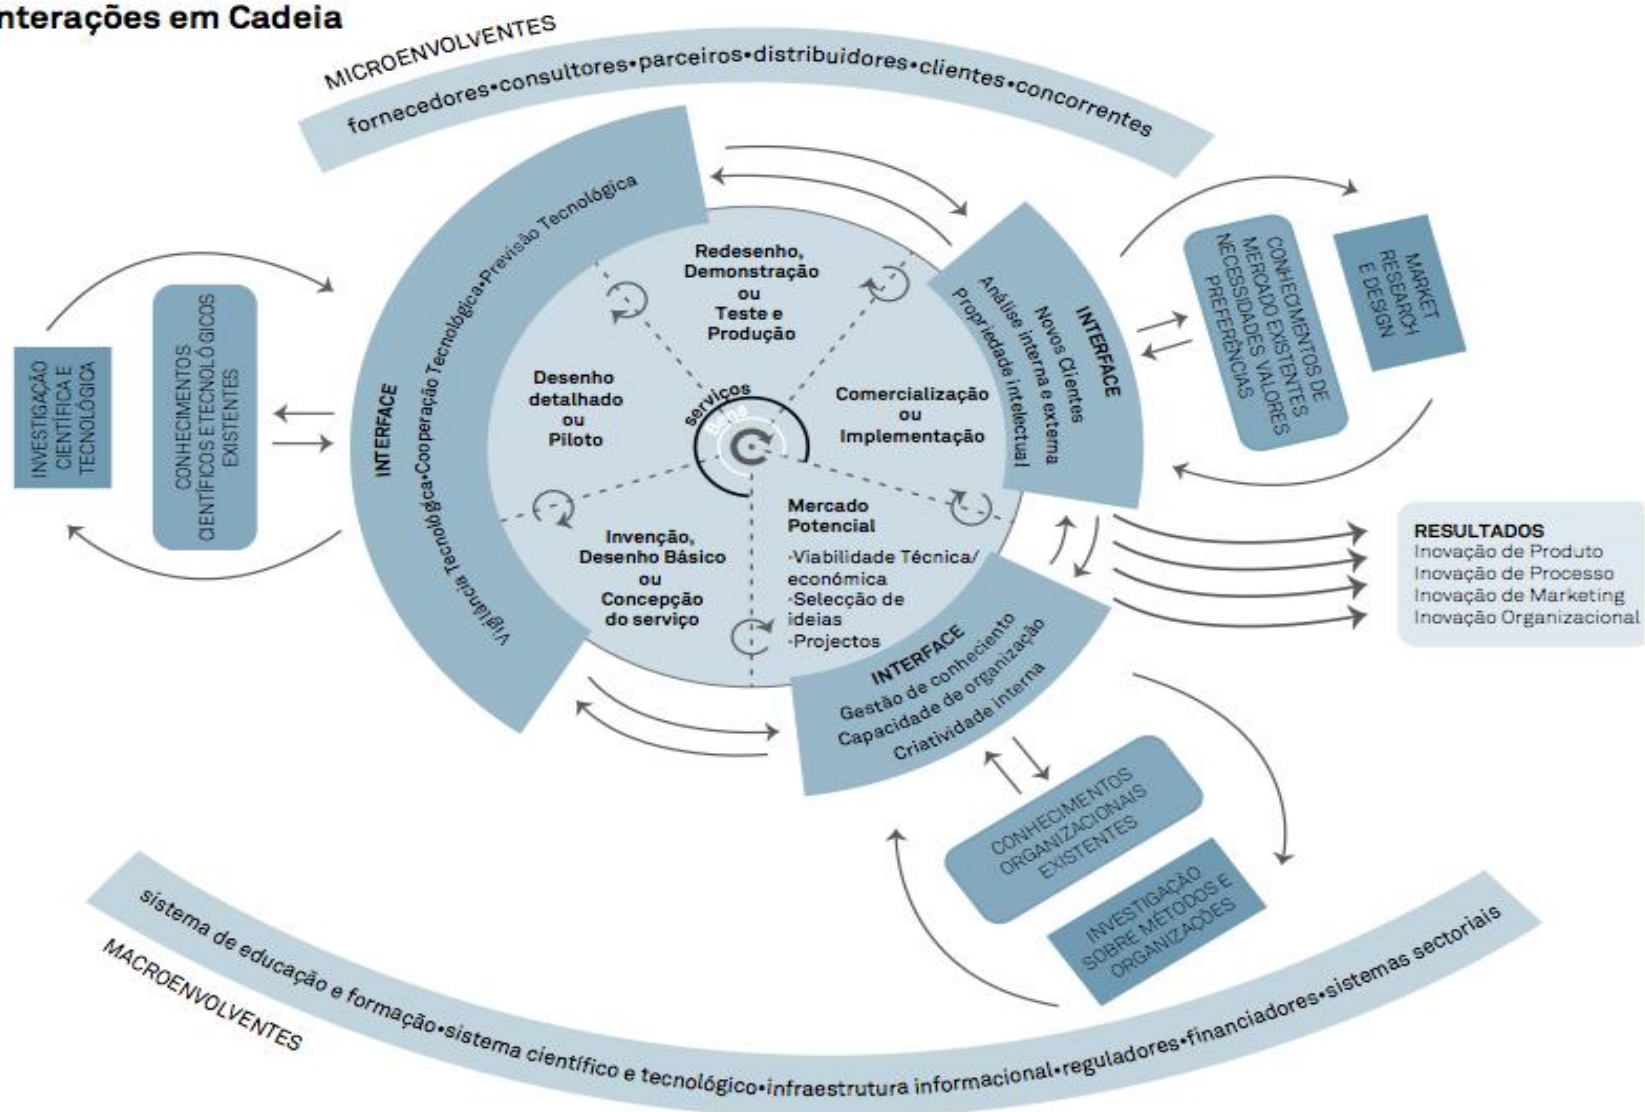 nterações em Cadeia
MICROENVOLVENTES
fornecedores•consultores•parceiros•distribuidores•clientes•concorrentes
INVESTIGAÇÃO
CIENTÍFICA E
TECNOLÓGICA
CONHECIMENTOS
CIENTÍFICOS E TECNOLÓGICOS
EXISTENTES
INTERFACE
Vigilância Tecnológica•Cooperação Tecnológica•Previsão Tecnológica
Redesenho,
Demonstração
ou
Teste e
Produção
Desenho
detalhado
ou
Piloto
serviços
Bens
Comercialização
ou
Implementação
Invenção,
Desenho Básico
ou
Concepção
do serviço
Mercado
Potencial
·Viabilidade Técnica/
económica
·Selecção de
ideias
·Projectos
INTERFACE
Novos Clientes
Análise interna e externa
Propriedade intelectual
CONHECIMENTOS DE
MERCADO EXISTENTES
NECESSIDADES VALORES
PREFERÊNCIAS
MARKET
RESEARCH
E DESIGN
RESULTADOS
Inovação de Produto
Inovação de Processo
Inovação de Marketing
Inovação Organizacional
INTERFACE
Gestão de conheciento
Capacidade de organização
Criatividade interna
CONHECIMENTOS
ORGANIZACIONAIS
EXISTENTES
INVESTIGAÇÃO
SOBRE MÉTODOS E
ORGANIZAÇÕES
sistema de educação e formação•sistema científico e tecnológico•infraestrutura informacional•reguladores•financiadores•sistemas sectoriais
MACROENVOLVENTES